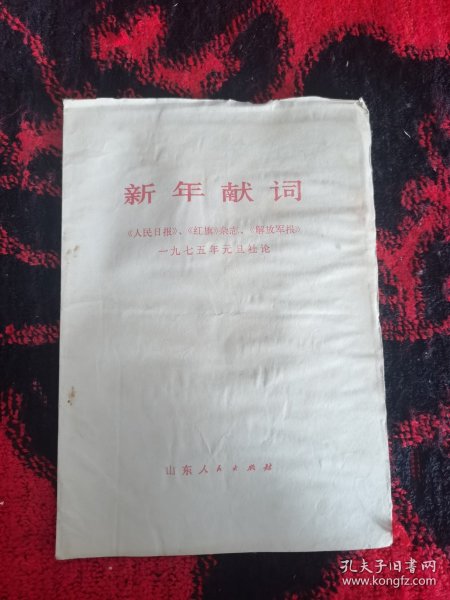 新年献词
《人民日报》、《红旗》杂志、《解放军报》
一九七五年元旦社论
山东人民出版社
孔夫子旧书网
www.kongfz.com